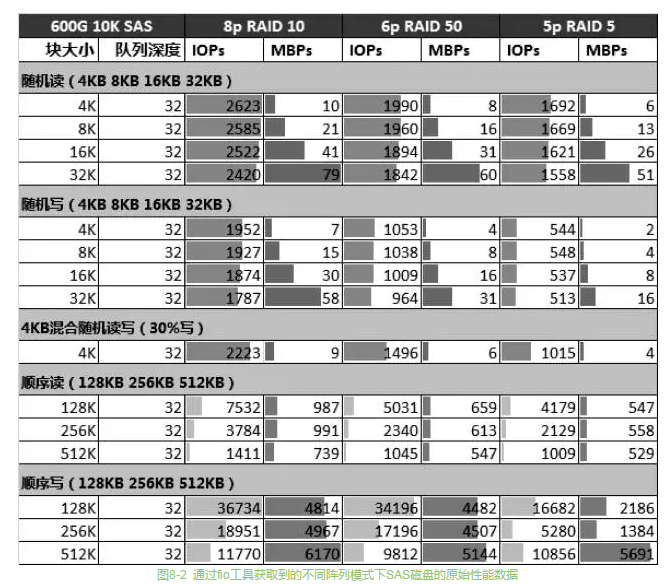 600G 10K SAS 8p RAID 10 6p RAID 50 5p RAID 5
块大小 队列深度 IOPs MBPs IOPs MBPs IOPs MBPs
随机读（4KB 8KB 16KB 32KB）
4K 32 2623 10 1990 8 1692 6
8K 32 2585 21 1960 16 1669 13
16K 32 2522 41 1894 31 1621 26
32K 32 2420 79 1842 60 1558 51
随机写（4KB 8KB 16KB 32KB）
4K 32 1952 7 1053 4 544 2
8K 32 1927 15 1038 8 548 4
16K 32 1874 30 1009 16 537 8
32K 32 1787 58 964 31 513 16
4KB混合随机读写（30%写）
4K 32 2223 9 1496 6 1015 4
顺序读（128KB 256KB 512KB）
128K 32 7532 987 5031 659 4179 547
256K 32 3784 991 2340 613 2129 558
512K 32 1411 739 1045 547 1009 529
顺序写（128KB 256KB 512KB）
128K 32 36734 4814 34196 4482 16682 2186
256K 32 18951 4967 17196 4507 5280 1384
512K 32 11770 6170 9812 5144 10856 5691
图8-2 通过fio工具获取到的不同阵列模式下SAS磁盘的原始性能数据